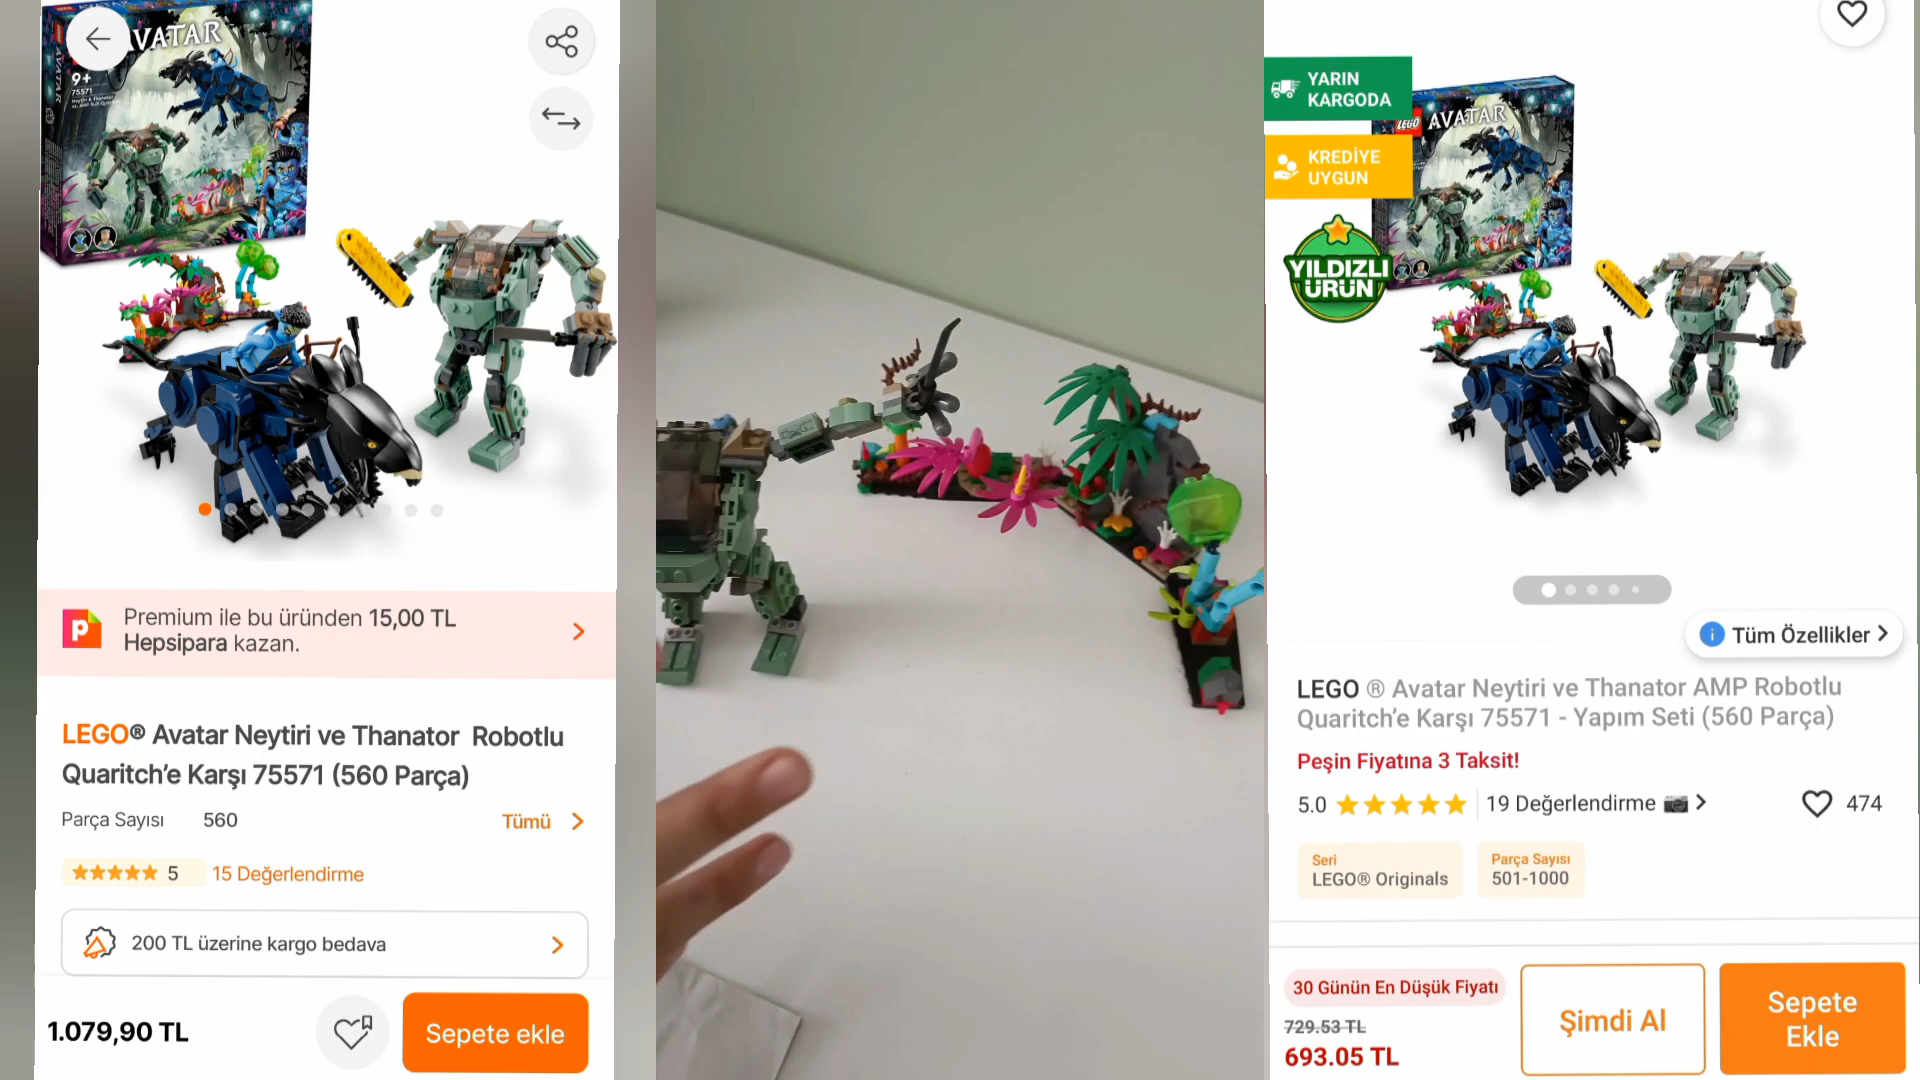 AVATAR
9+
75571
Premium ile bu üründen 15,00 TL
Hepsipara kazan.
LEGO® Avatar Neytiri ve Thanator Robotlu
Quaritch’e Karşı 75571 (560 Parça)
Parça Sayısı 560
Tümü
5
15 Değerlendirme
200 TL üzerine kargo bedava
1.079,90 TL
Sepete ekle
YARIN
KARGODA
KREDİYE
UYGUN
YILDIZLI
ÜRÜN
LEGO AVATAR
Tüm Özellikler
LEGO ® Avatar Neytiri ve Thanator AMP Robotlu
Quaritch’e Karşı 75571 - Yapım Seti (560 Parça)
Peşin Fiyatına 3 Taksit!
5.0
19 Değerlendirme
474
Seri
LEGO® Originals
Parça Sayısı
501-1000
30 Günün En Düşük Fiyatı
729.53 TL
693.05 TL
Şimdi Al
Sepete
Ekle